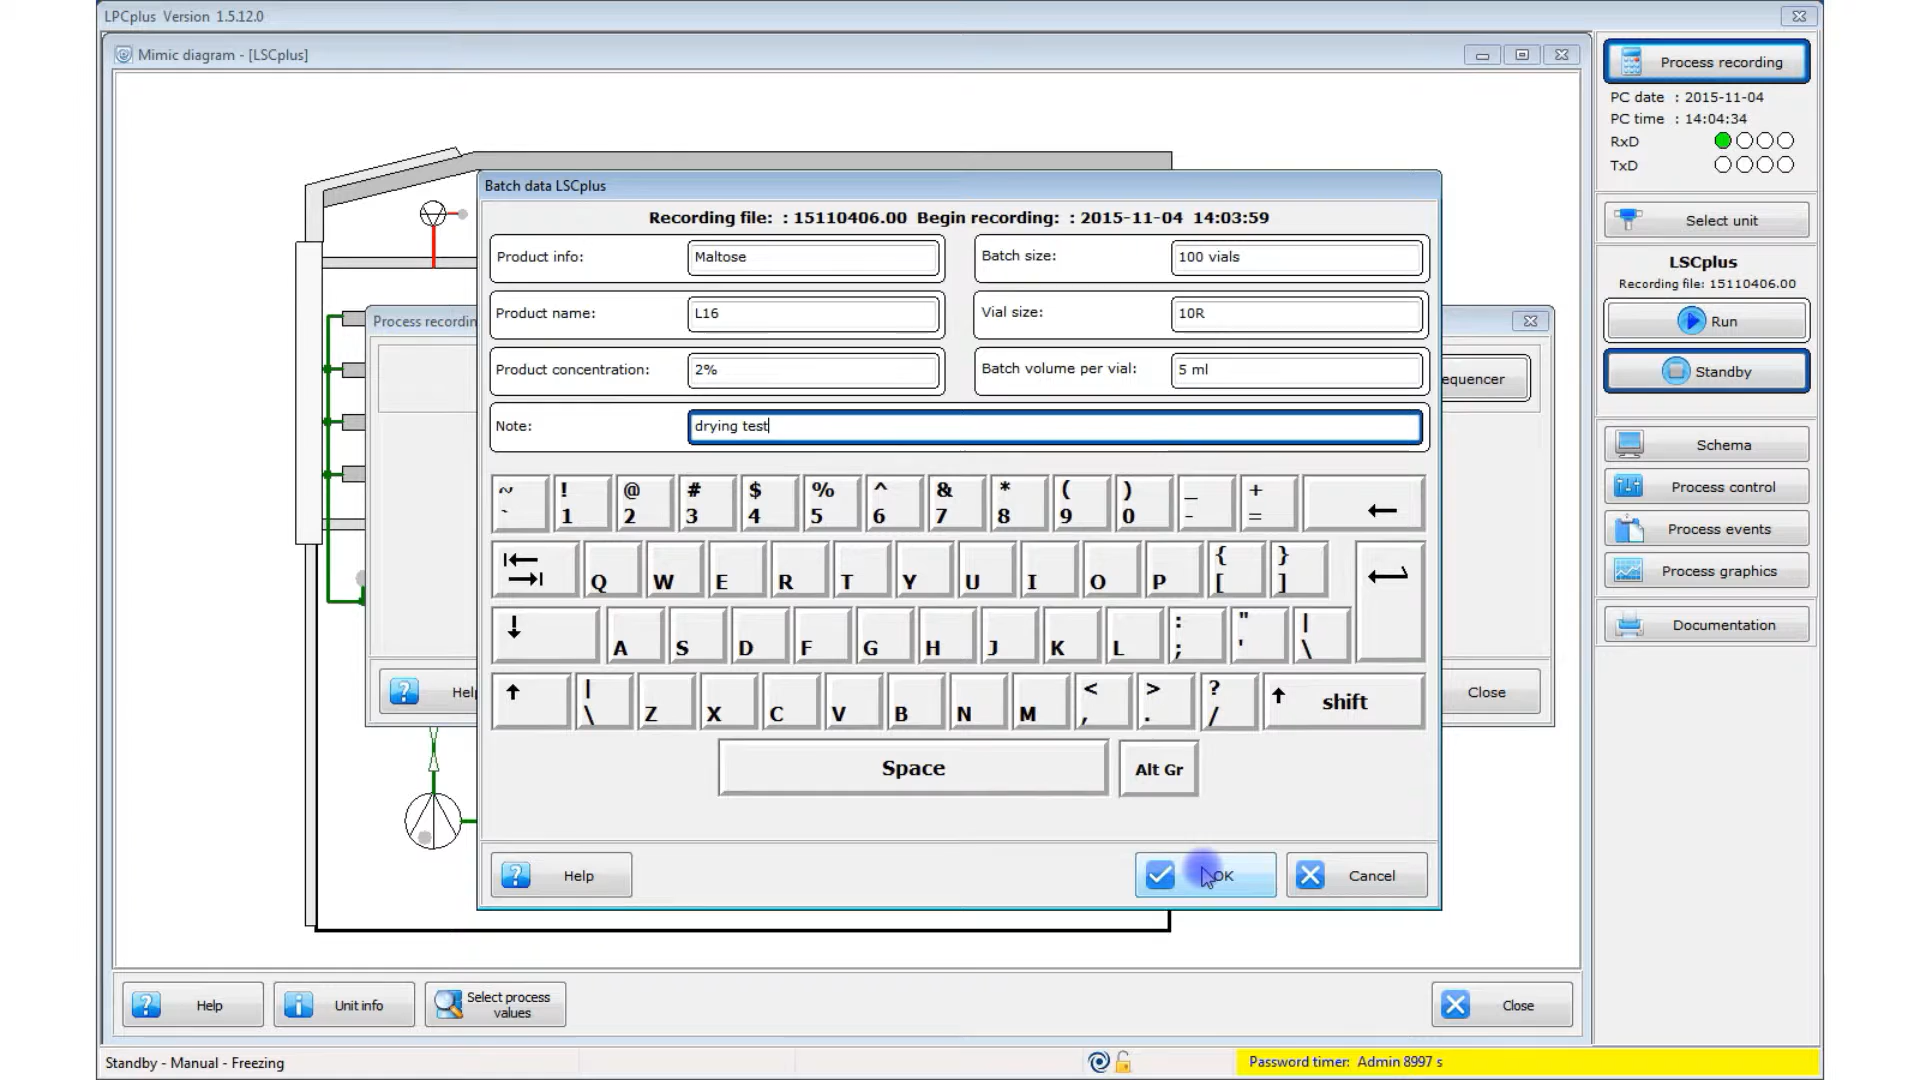 LPCplus Version 1.5.12.0
Mimic diagram - [LSCplus]
Process recording
PC date : 2015-11-04
PC time : 14:04:34
RxD
TxD
Select unit
LSCplus
Recording file: 15110406.00
Run
Standby
Schema
Process control
Process events
Process graphics
Documentation
Process recordin
equencer
Help
Close
Batch data LSCplus
Recording file: : 15110406.00 Begin recording: : 2015-11-04 14:03:59
Product info: Maltose
Batch size: 100 vials
Product name: L16
Vial size: 10R
Product concentration: 2%
Batch volume per vial: 5 ml
Note: drying test
~ ! @ # $ % ^ & * ( ) _ +
` 1 2 3 4 5 6 7 8 9 0 - =
{ }
Q W E R T Y U I O P [ ]
: " |
A S D F G H J K L ; ' \
| < > ?
\ Z X C V B N M , . / shift
Space Alt Gr
Help OK Cancel
Help Unit info Select process
values
Close
Standby - Manual - Freezing
Password timer: Admin 8997 s